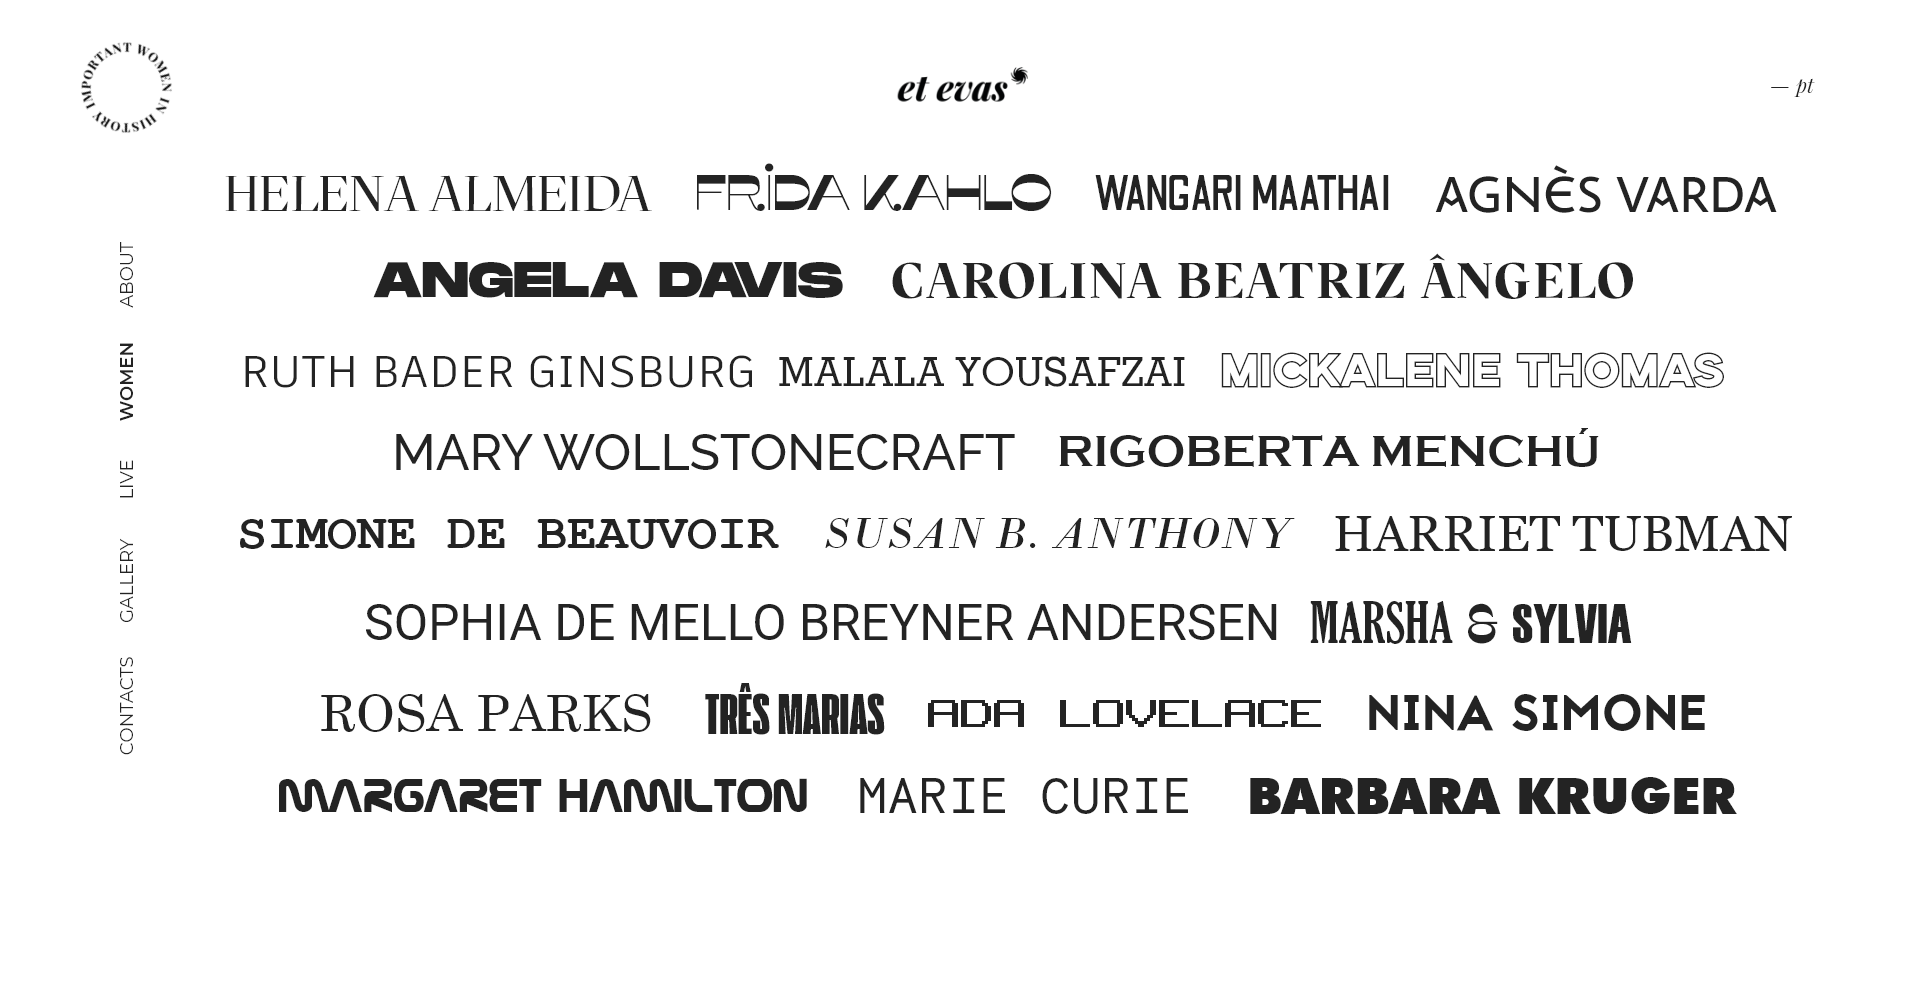 IMPORTANT WOMEN IN HISTORY
et evas
— pt
HELENA ALMEIDA FRIDA KAHLO WANGARI MAATHAI AGNÈS VARDA
ANGELA DAVIS CAROLINA BEATRIZ ÂNGELO
RUTH BADER GINSBURG MALALA YOUSAFZAI MICKALENE THOMAS
MARY WOLLSTONECRAFT RIGOBERTA MENCHÚ
SIMONE DE BEAUVOIR SUSAN B. ANTHONY HARRIET TUBMAN
SOPHIA DE MELLO BREYNER ANDERSEN MARSHA & SYLVIA
ROSA PARKS TRÊS MARIAS ADA LOVELACE NINA SIMONE
MARGARET HAMILTON MARIE CURIE BARBARA KRUGER
ABOUT
WOMEN
LIVE
GALLERY
CONTACTS